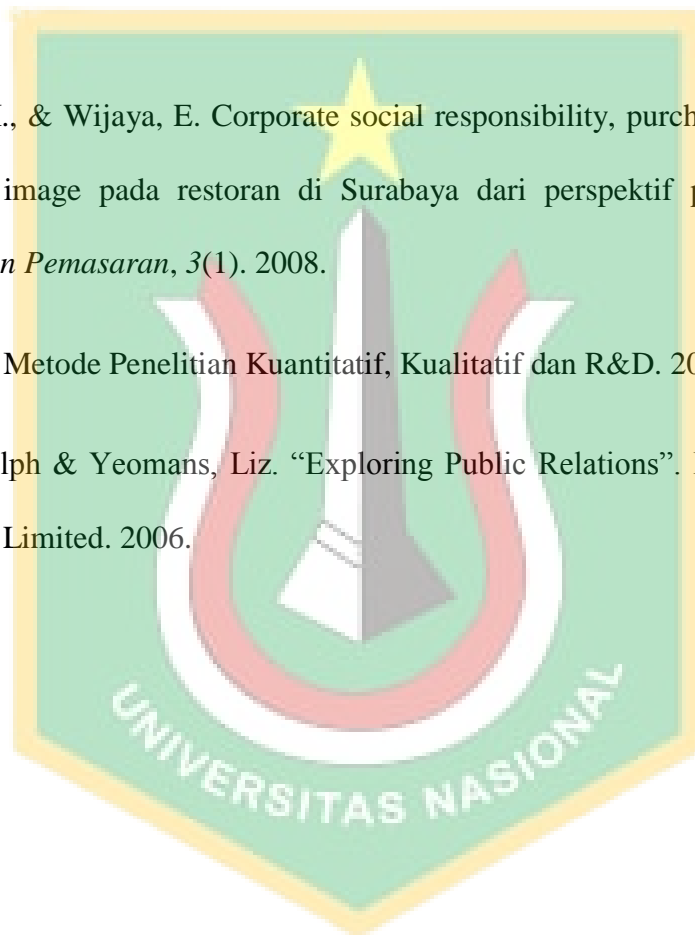 ., & Wijaya, E. Corporate social responsibility, purch
image pada restoran di Surabaya dari perspektif p
n Pemasaran, 3(1). 2008.
Metode Penelitian Kuantitatif, Kualitatif dan R&D. 20
lph & Yeomans, Liz. “Exploring Public Relations”.
Limited. 2006.
UNIVERSITAS NASIONAL